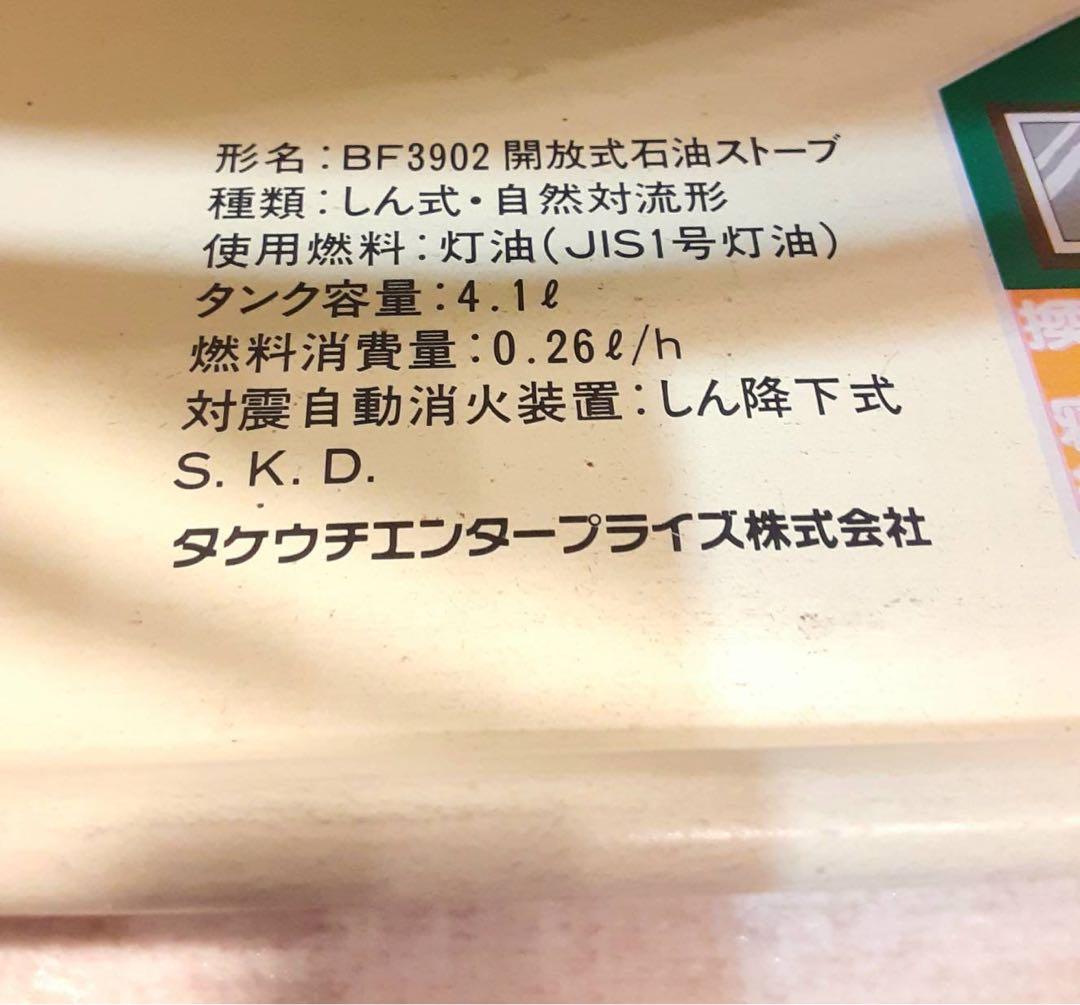 形名：BF3902 開放式石油ストーブ
種類：しん式・自然対流形
使用燃料：灯油(JIS1号灯油)
タンク容量：4.1ℓ
燃料消費量：0.26ℓ/h
対震自動消火装置：しん降下式
S. K. D.
タケウチエンタープライズ株式会社